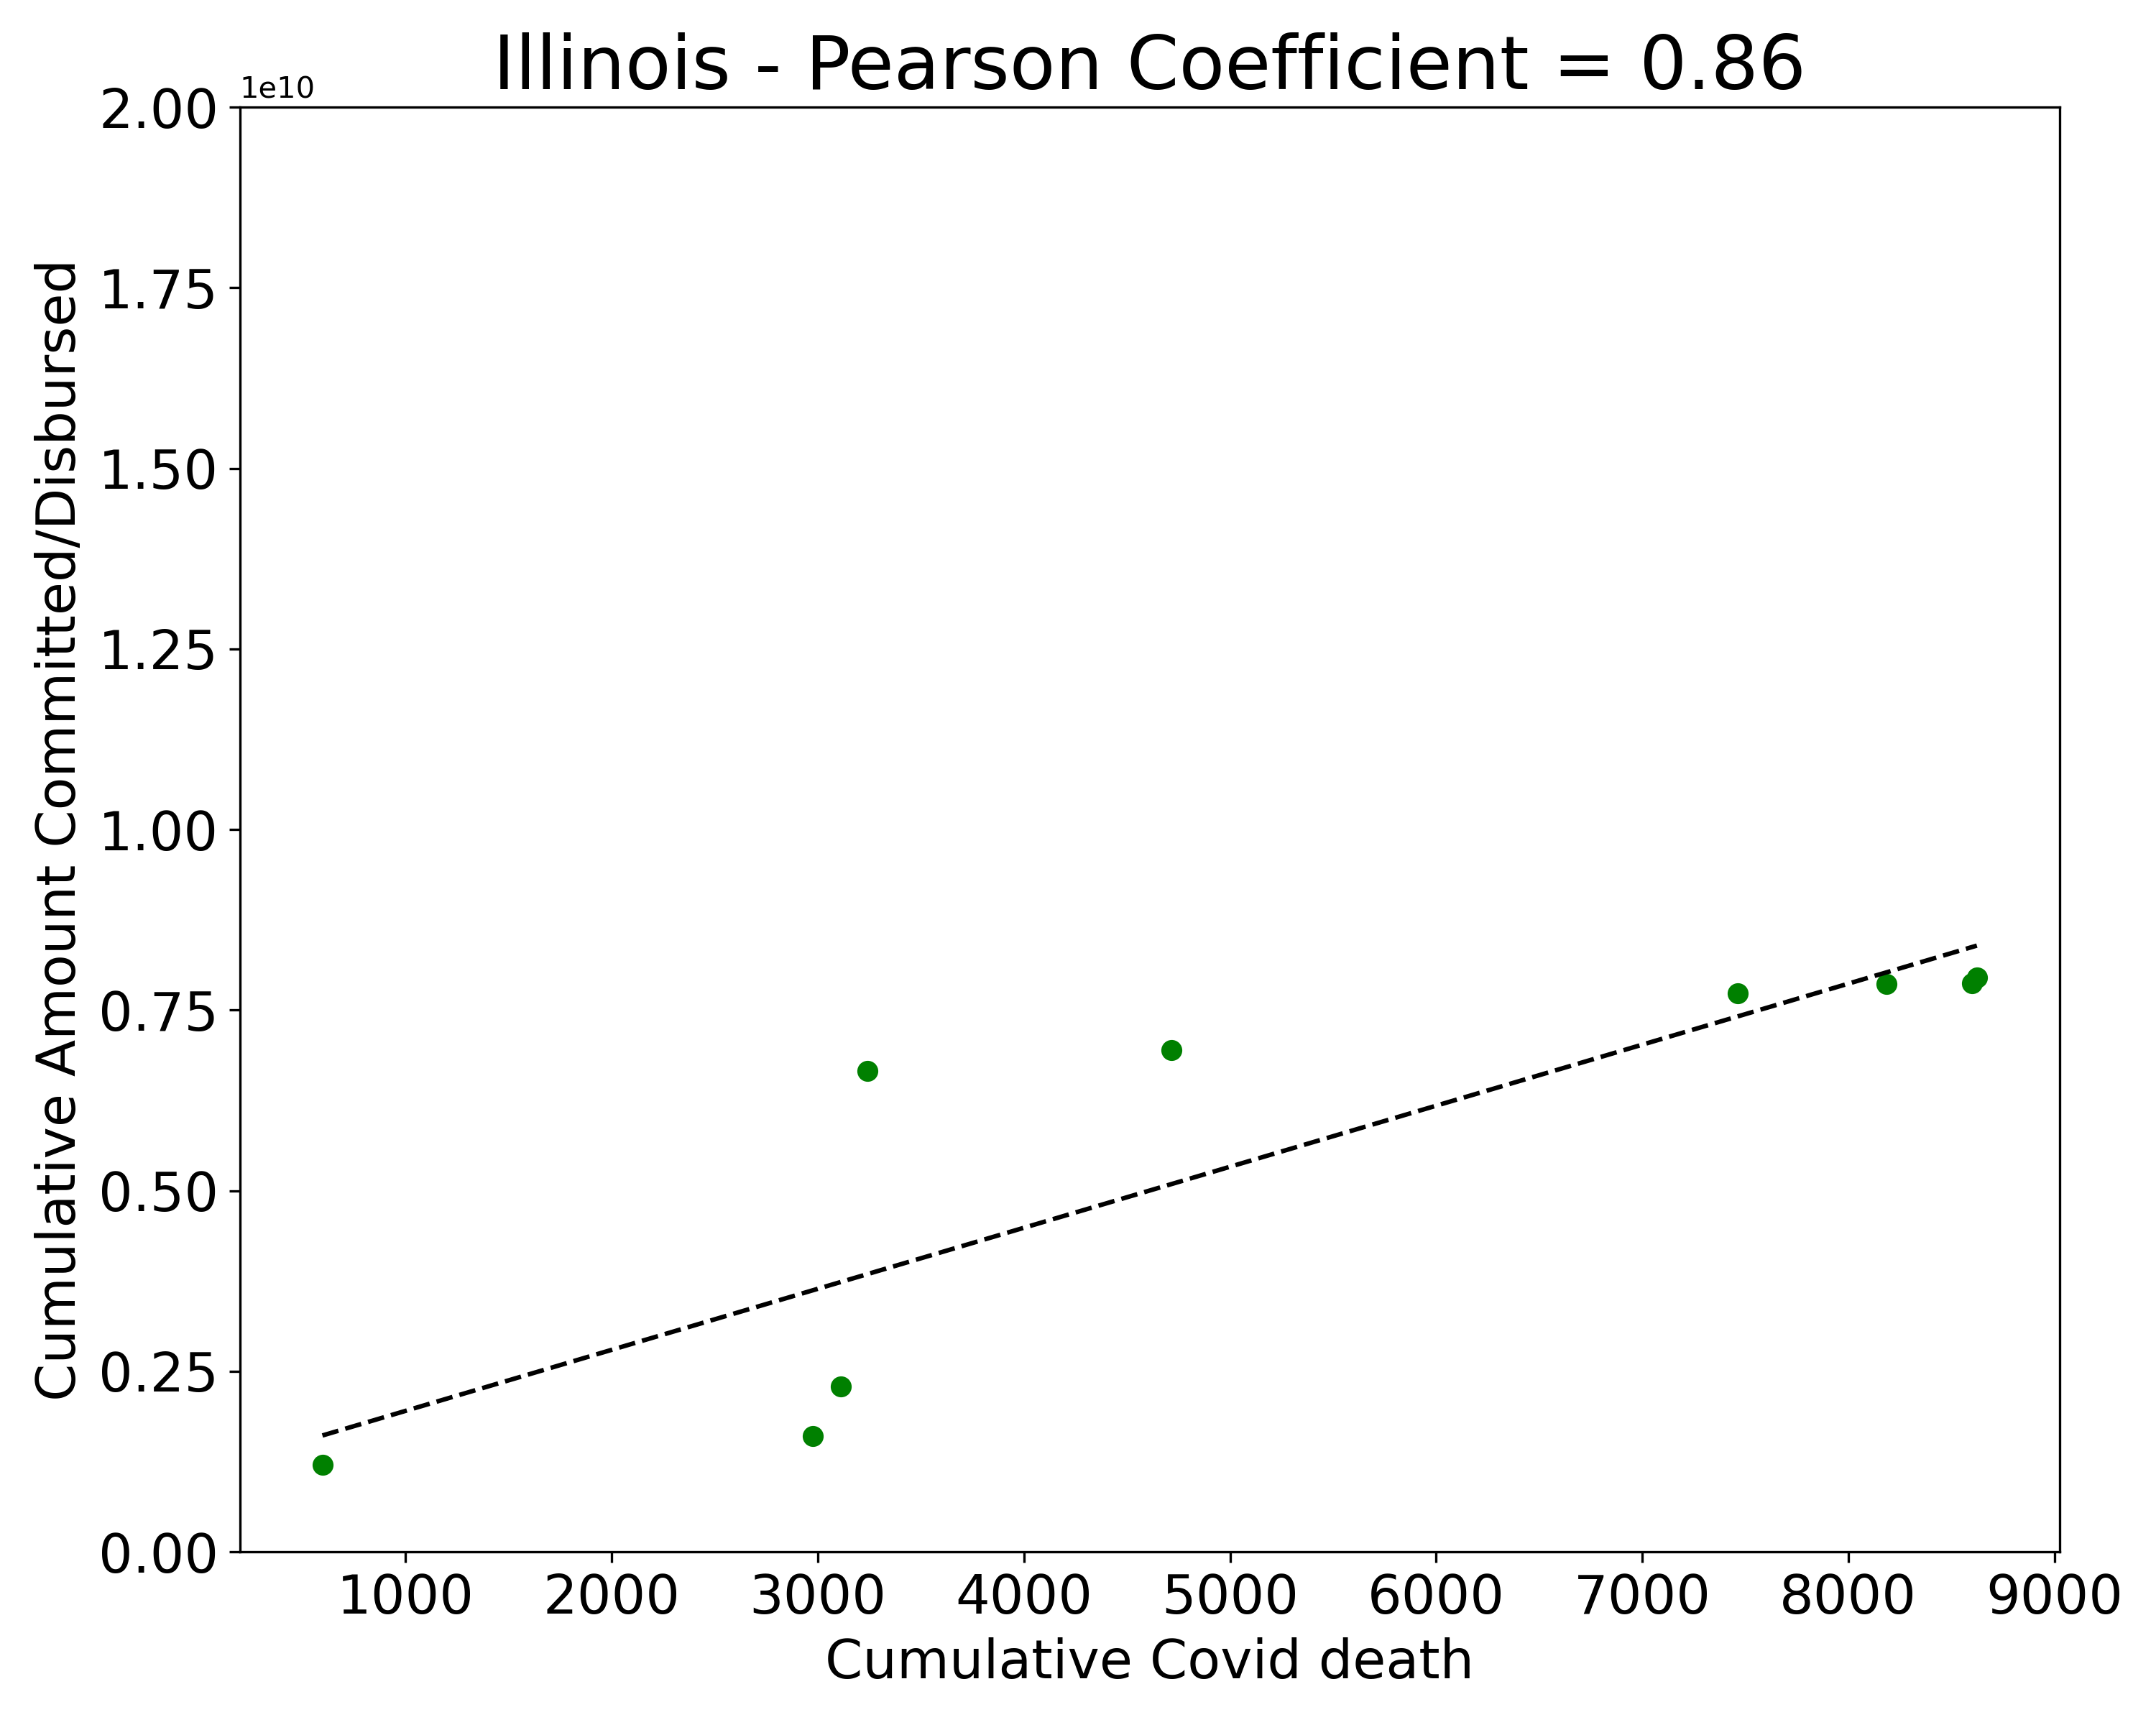 Illinois - Pearson Coefficient = 0.86
1e10
2.00
1.75
1.50
1.25
1.00
0.75
0.50
0.25
0.00
Cumulative Amount Committed/Disbursed
1000 2000 3000 4000 5000 6000 7000 8000 9000
Cumulative Covid death